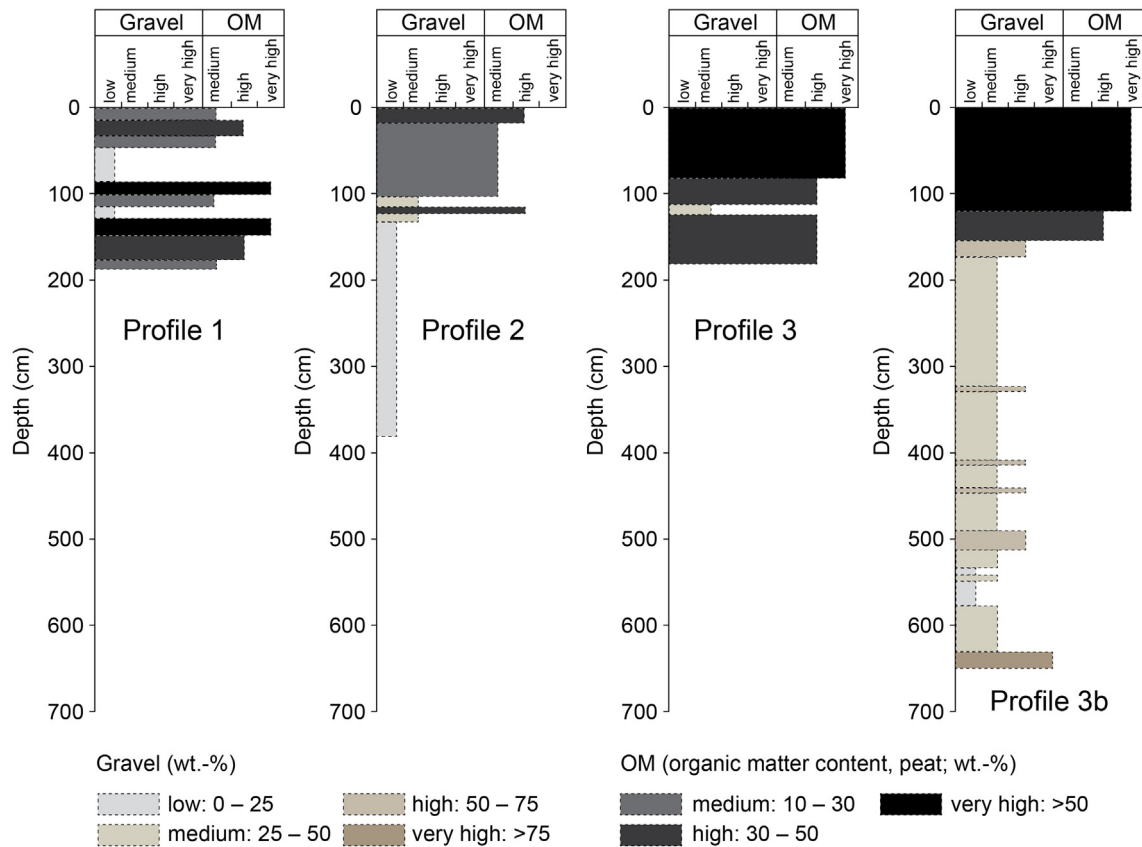 Gravel OM
low medium high very high medium high very high
0
100
200
300
400
500
600
700
Depth (cm)
Profile 1
Gravel OM
low medium high very high medium high very high
0
100
200
300
400
500
600
700
Depth (cm)
Profile 2
Gravel OM
low medium high very high medium high very high
0
100
200
300
400
500
600
700
Depth (cm)
Profile 3
Gravel OM
low medium high very high medium high very high
0
100
200
300
400
500
600
700
Depth (cm)
Profile 3b
Gravel (wt.-%)
low: 0 – 25
medium: 25 – 50
high: 50 – 75
very high: >75
OM (organic matter content, peat; wt.-%)
medium: 10 – 30
high: 30 – 50
very high: >50